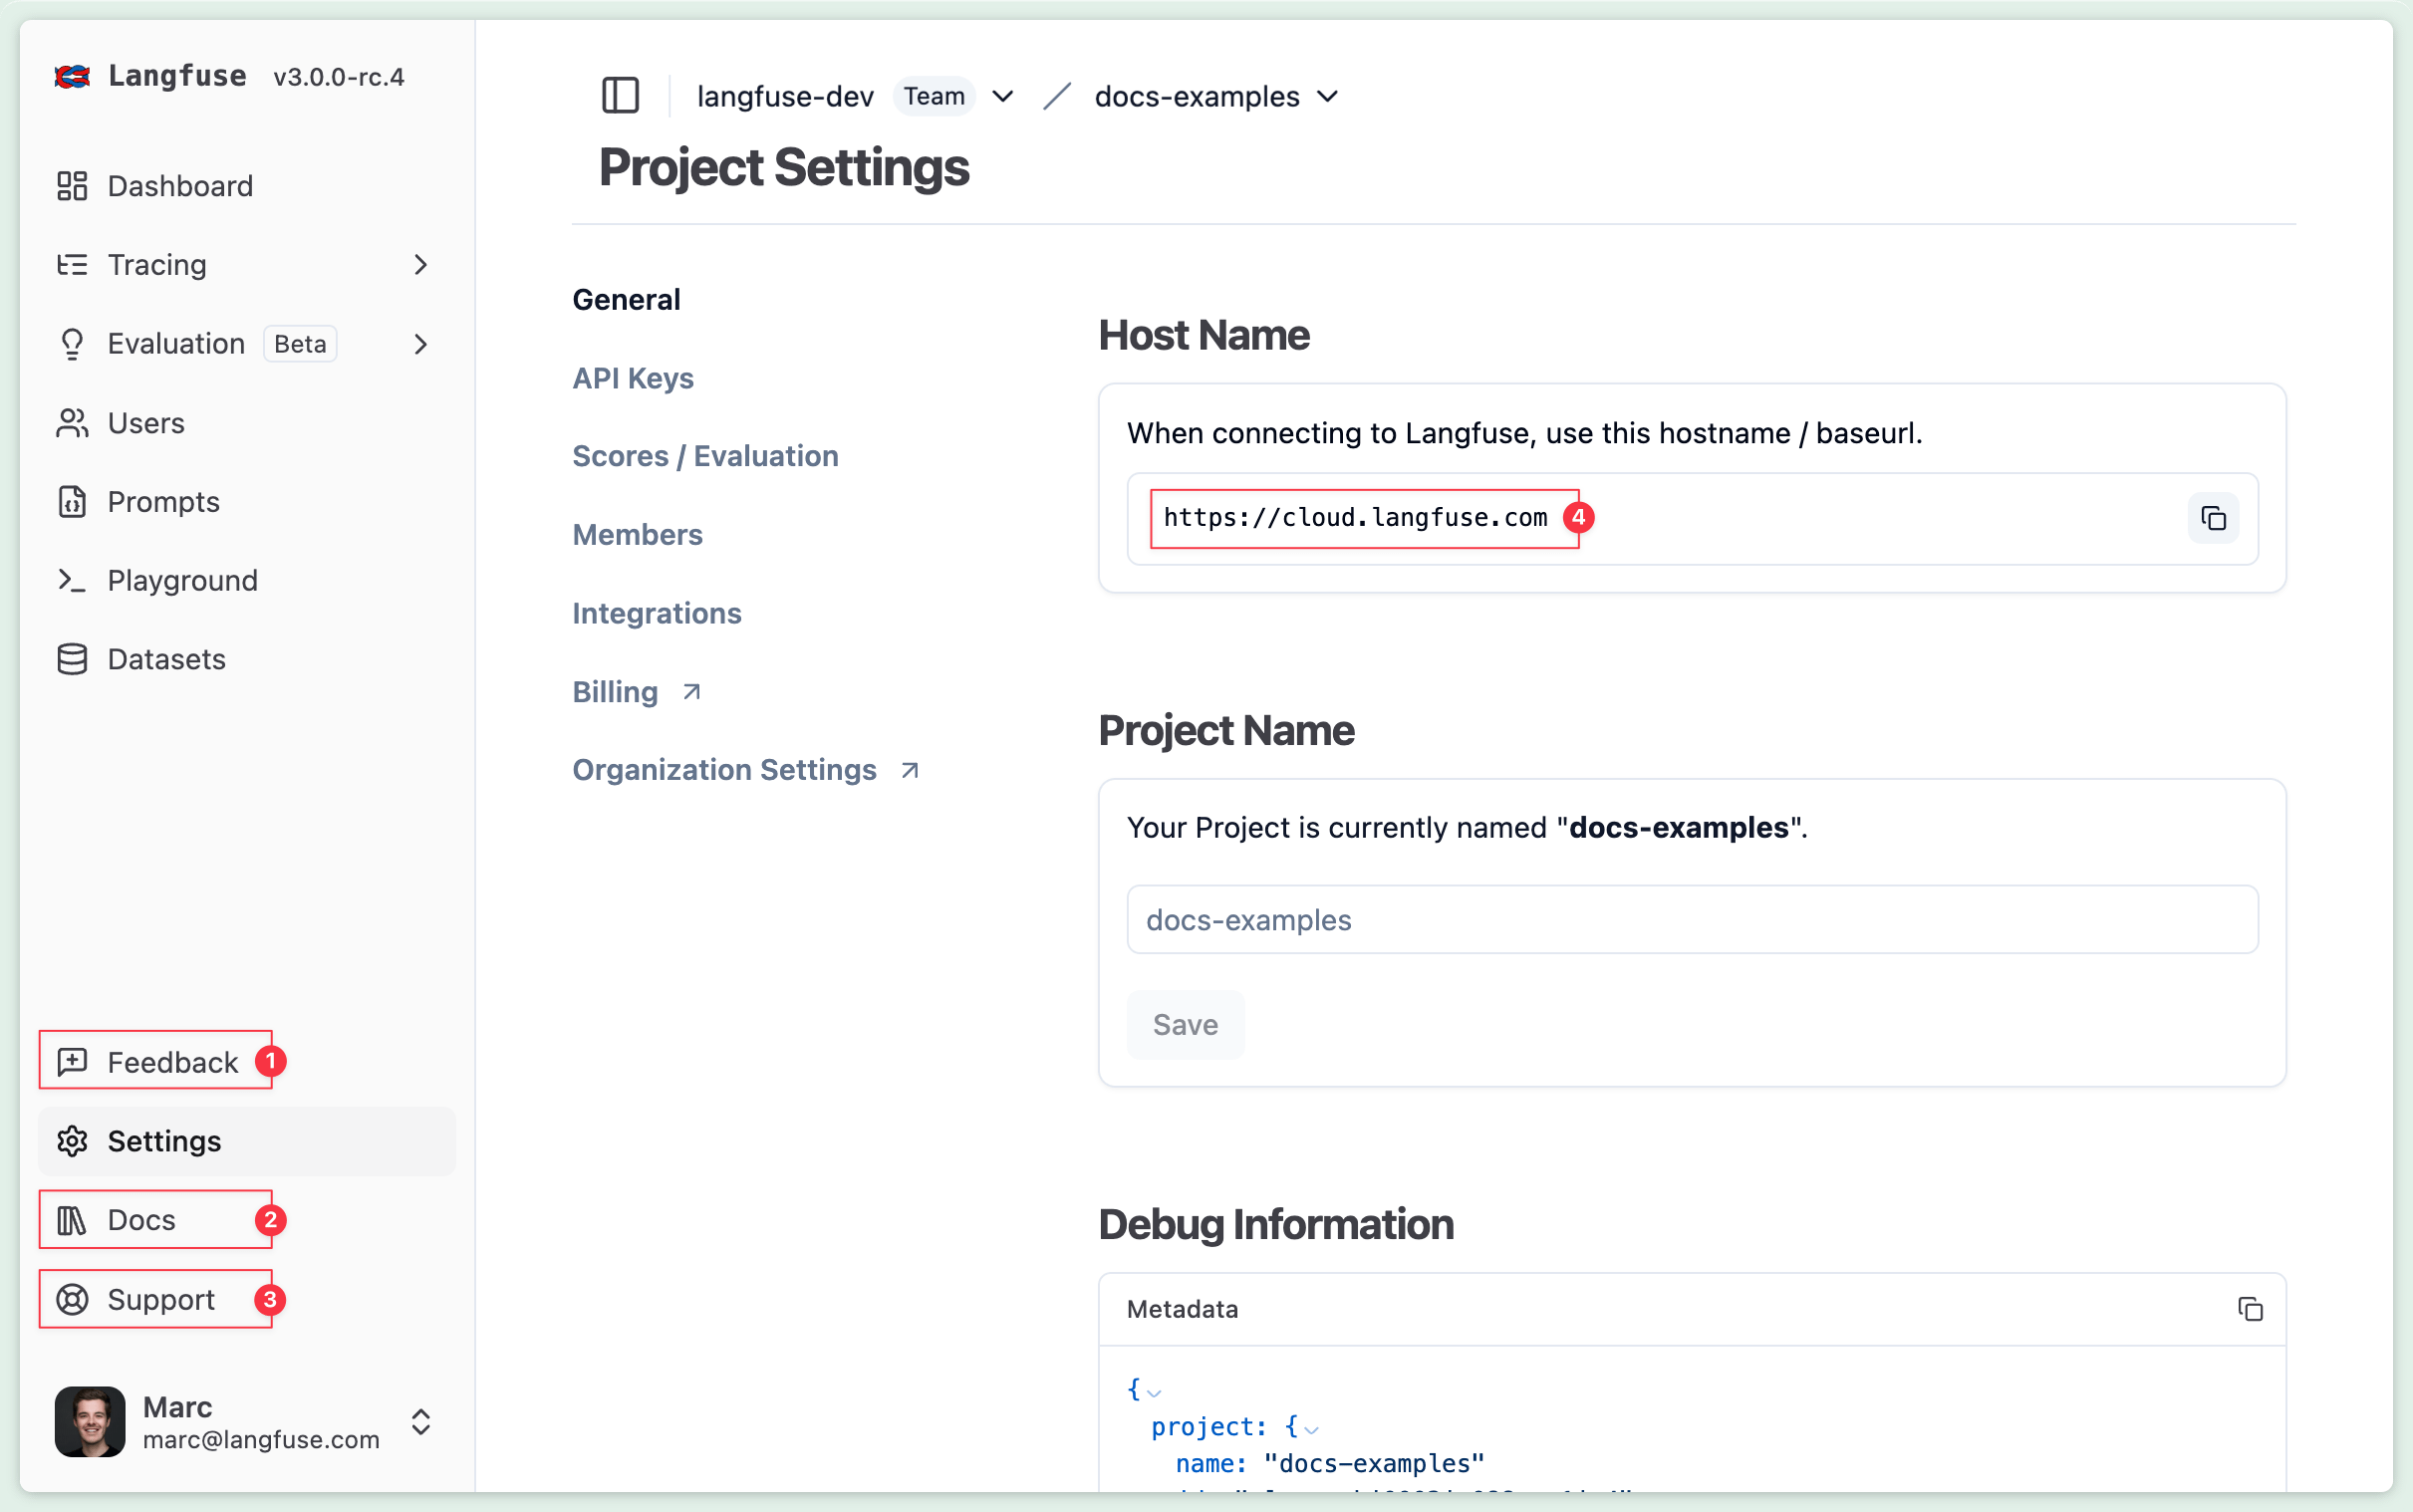 Langfuse v3.0.0-rc.4
Dashboard
Tracing
Evaluation Beta
Users
Prompts
Playground
Datasets
Feedback 1
Settings
Docs 2
Support 3
Marc
marc@langfuse.com
langfuse-dev Team docs-examples
Project Settings
General
API Keys
Scores / Evaluation
Members
Integrations
Billing
Organization Settings
Host Name
When connecting to Langfuse, use this hostname / baseurl.
https://cloud.langfuse.com 4
Project Name
Your Project is currently named "docs-examples".
docs-examples
Save
Debug Information
Metadata
{
project: {
name: "docs-examples"